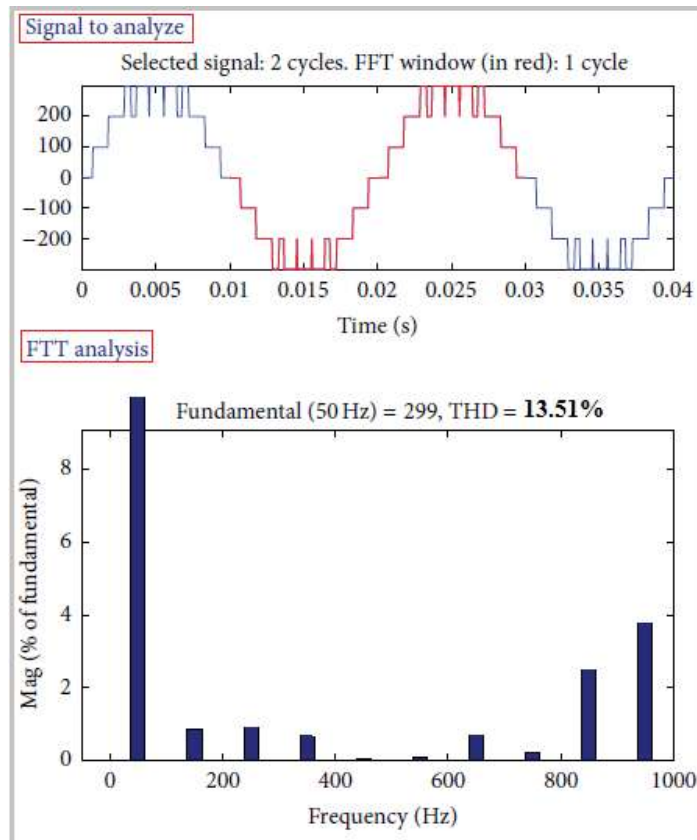 Signal to analyze
Selected signal: 2 cycles. FFT window (in red): 1 cycle
200
100
0
−100
−200
0 0.005 0.01 0.015 0.02 0.025 0.03 0.035 0.04
Time (s)
FTT analysis
Fundamental (50 Hz) = 299, THD = 13.51%
Mag (% of fundamental)
8
6
4
2
0
0 200 400 600 800 1000
Frequency (Hz)